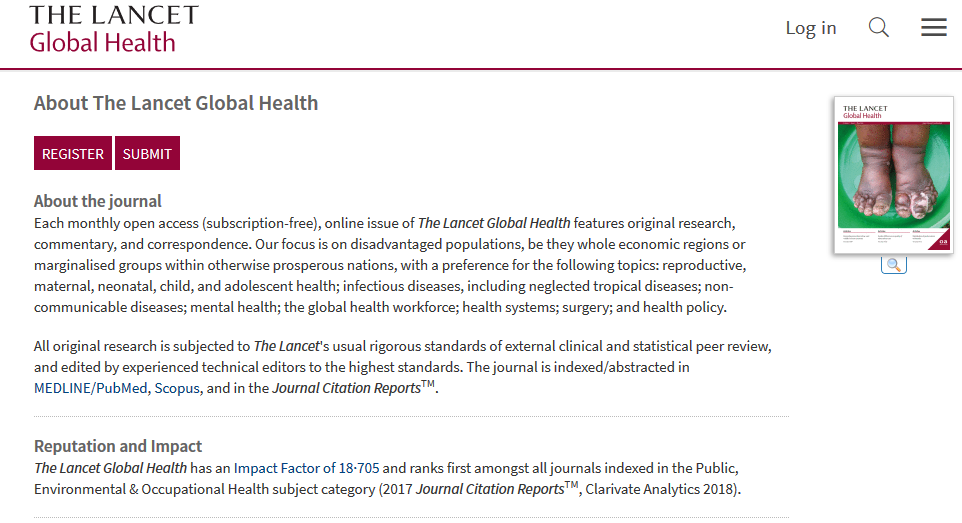 THE LANCET
Global Health
Log in
About The Lancet Global Health
REGISTER SUBMIT
About the journal
Each monthly open access (subscription-free), online issue of The Lancet Global Health features original research,
commentary, and correspondence. Our focus is on disadvantaged populations, be they whole economic regions or
marginalised groups within otherwise prosperous nations, with a preference for the following topics: reproductive,
maternal, neonatal, child, and adolescent health; infectious diseases, including neglected tropical diseases; non-
communicable diseases; mental health; the global health workforce; health systems; surgery; and health policy.
All original research is subjected to The Lancet's usual rigorous standards of external clinical and statistical peer review,
and edited by experienced technical editors to the highest standards. The journal is indexed/abstracted in
MEDLINE/PubMed, Scopus, and in the Journal Citation Reports™.
Reputation and Impact
The Lancet Global Health has an Impact Factor of 18·705 and ranks first amongst all journals indexed in the Public,
Environmental & Occupational Health subject category (2017 Journal Citation Reports™, Clarivate Analytics 2018).
THE LANCET
Global Health
oa